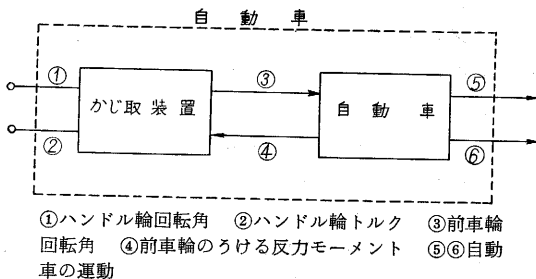 自動車
① ③ ⑤
かじ取装置 自動車
② ④ ⑥
①ハンドル輪回転角 ②ハンドル輪トルク ③前車輪
回転角 ④前車輪のうける反力モーメント ⑤⑥自動
車の運動